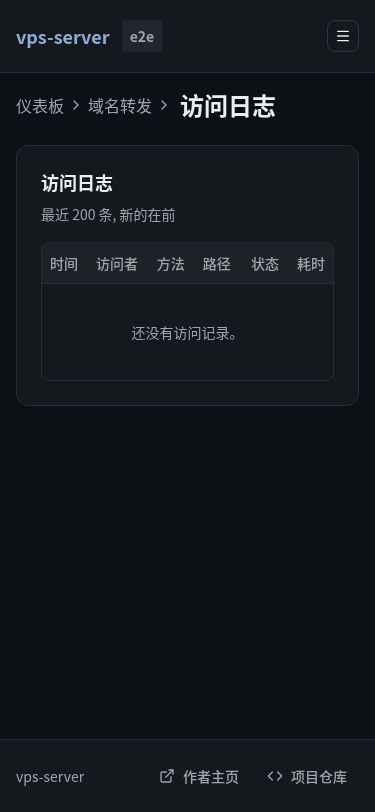 vps-server e2e
仪表板 > 域名转发 > 访问日志
访问日志
最近 200 条, 新的在前
时间 访问者 方法 路径 状态 耗时
还没有访问记录。
vps-server 作者主页 项目仓库